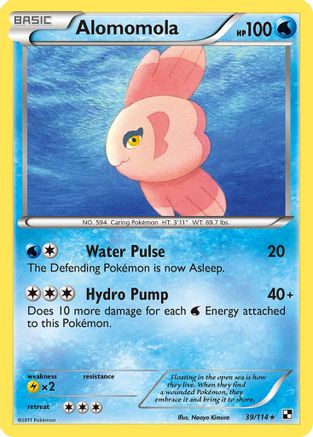 BASIC
Alomomola
HP100
NO. 594 Caring Pokémon HT: 3'11" WT: 69.7 lbs.
Water Pulse 20
The Defending Pokémon is now Asleep.
Hydro Pump 40+
Does 10 more damage for each Energy attached
to this Pokémon.
weakness
×2
resistance
retreat
Floating in the open sea is how
they live. When they find
a wounded Pokémon, they
embrace it and bring it to shore.
©2011 Pokémon
Illus. Naoyo Kimura
39/114 ★